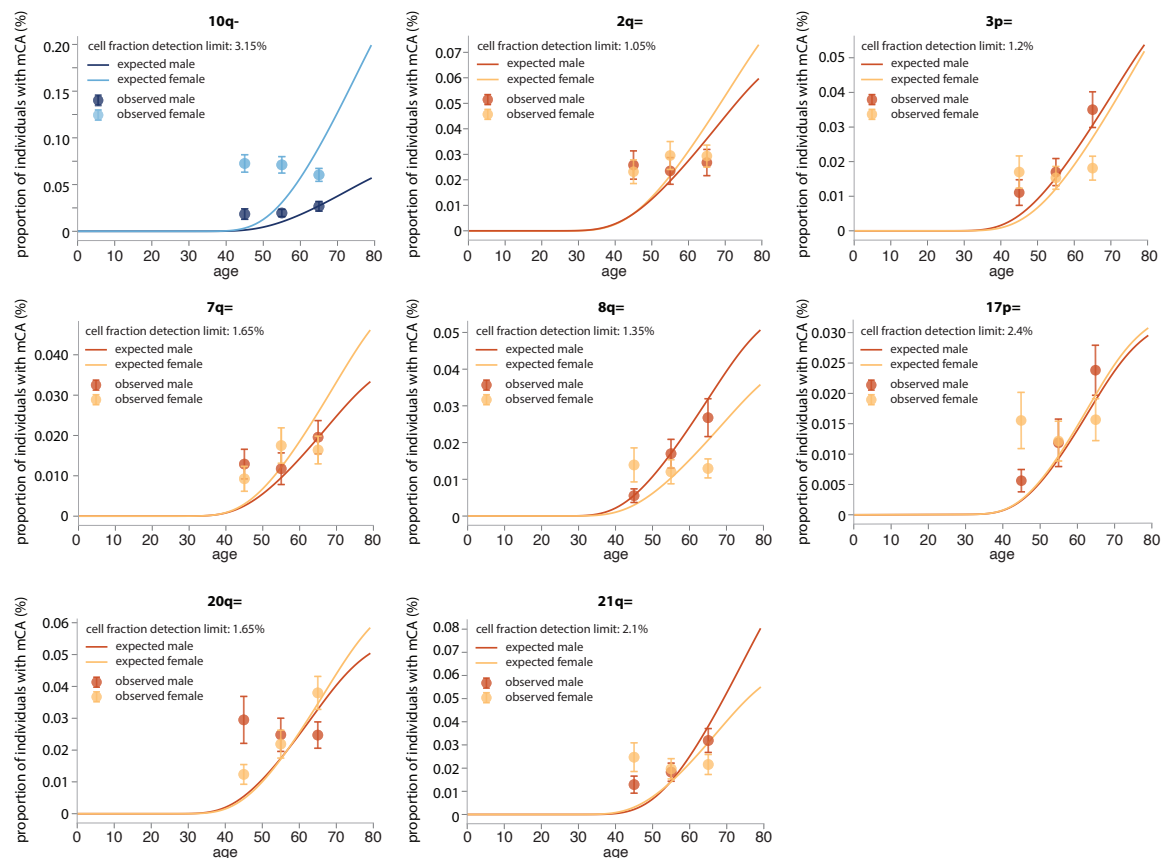 10q-
proportion of individuals with mCA (%)
cell fraction detection limit: 3.15%
expected male
expected female
observed male
observed female
0.20
0.15
0.10
0.05
0
0 10 20 30 40 50 60 70 80
age
2q=
proportion of individuals with mCA (%)
cell fraction detection limit: 1.05%
expected male
expected female
observed male
observed female
0.07
0.06
0.05
0.04
0.03
0.02
0.01
0
0 10 20 30 40 50 60 70 80
age
3p=
proportion of individuals with mCA (%)
cell fraction detection limit: 1.2%
expected male
expected female
observed male
observed female
0.05
0.04
0.03
0.02
0.01
0
0 10 20 30 40 50 60 70 80
age
7q=
proportion of individuals with mCA (%)
cell fraction detection limit: 1.65%
expected male
expected female
observed male
observed female
0.040
0.030
0.020
0.010
0
0 10 20 30 40 50 60 70 80
age
8q=
proportion of individuals with mCA (%)
cell fraction detection limit: 1.35%
expected male
expected female
observed male
observed female
0.05
0.04
0.03
0.02
0.01
0
0 10 20 30 40 50 60 70 80
age
17p=
proportion of individuals with mCA (%)
cell fraction detection limit: 2.4%
expected male
expected female
observed male
observed female
0.030
0.025
0.020
0.015
0.010
0.005
0
0 10 20 30 40 50 60 70 80
age
20q=
proportion of individuals with mCA (%)
cell fraction detection limit: 1.65%
expected male
expected female
observed male
observed female
0.06
0.05
0.04
0.03
0.02
0.01
0
0 10 20 30 40 50 60 70 80
age
21q=
proportion of individuals with mCA (%)
cell fraction detection limit: 2.1%
expected male
expected female
observed male
observed female
0.08
0.07
0.06
0.05
0.04
0.03
0.02
0.01
0
0 10 20 30 40 50 60 70 80
age